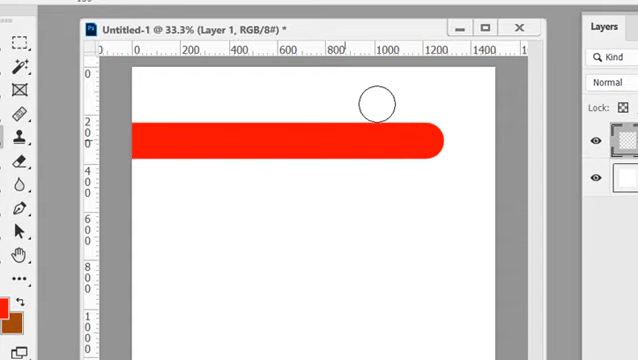 Ps Untitled-1 @ 33.3% (Layer 1, RGB/8#) *
0 200 400 600 800 1000 1200 1400
0
200
400
600
800
Layers
Kind
Normal
Lock: